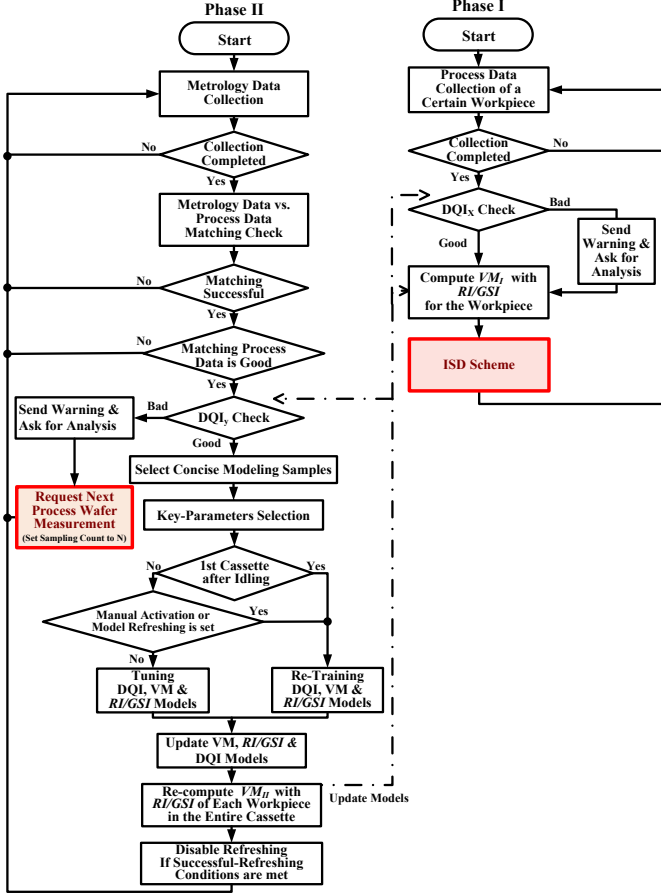 Phase II
Start
Metrology Data
Collection
No
Collection
Completed
Yes
Metrology Data vs.
Process Data
Matching Check
No
Matching
Successful
Yes
No
Matching Process
Data is Good
Yes
Send Warning &
Ask for Analysis
Bad
DQIy Check
Good
Request Next
Process Wafer
Measurement
(Set Sampling Count to N)
Select Concise Modeling Samples
Key-Parameters Selection
No
1st Cassette
after Idling
Yes
Manual Activation or
Model Refreshing is set
Yes
No
Tuning
DQI, VM &
RI/GSI Models
Re-Training
DQI, VM &
RI/GSI Models
Update VM, RI/GSI &
DQI Models
Re-compute VMII with
RI/GSI of Each Workpiece
in the Entire Cassette
Update Models
Disable Refreshing
If Successful-Refreshing
Conditions are met
Phase I
Start
Process Data
Collection of a
Certain Workpiece
Collection
Completed
No
Yes
DQIX Check
Bad
Good
Send
Warning &
Ask for
Analysis
Compute VMI with
RI/GSI
for the Workpiece
ISD Scheme